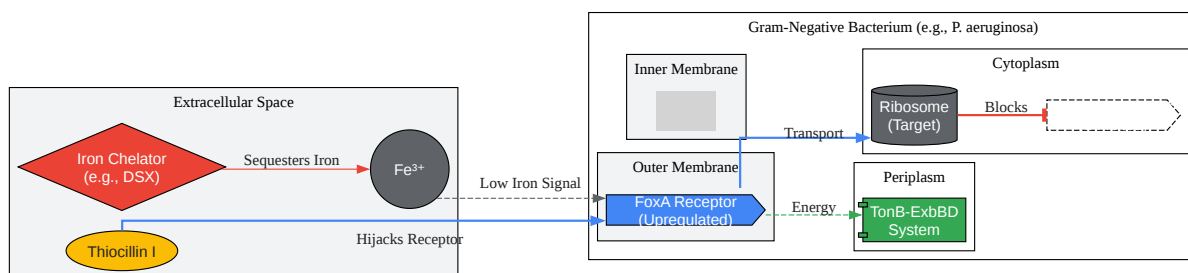 Gram-Negative Bacterium (e.g., P. aeruginosa)
Inner Membrane
Cytoplasm
Ribosome
(Target)
Blocks
Transport
Extracellular Space
Iron Chelator
(e.g., DSX)
Sequesters Iron
Fe³⁺
Low Iron Signal
Outer Membrane
FoxA Receptor
(Upregulated)
Energy
Periplasm
TonB-ExbBD
System
Hijacks Receptor
Thiocillin I